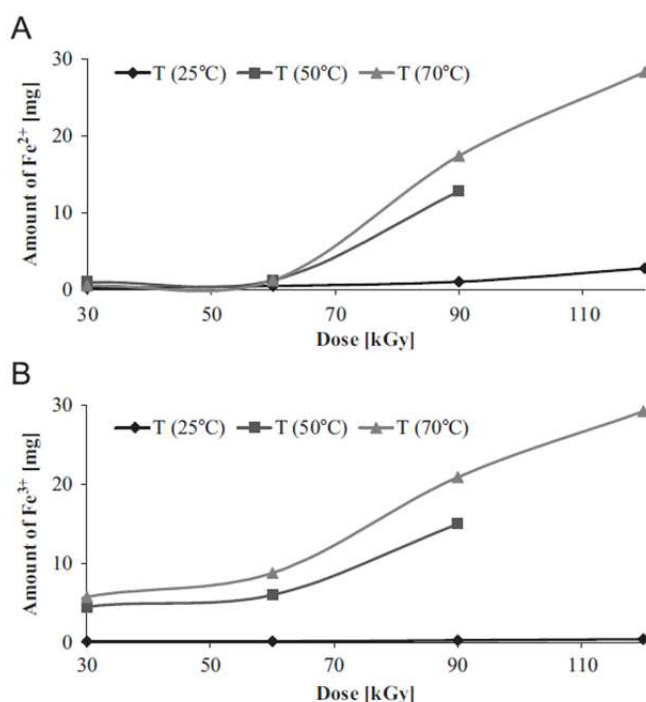 A
30
20
10
0
Amount of Fe²⁺ [mg]
T (25°C) T (50°C) T (70°C)
30 50 70 90 110
Dose [kGy]
B
30
20
10
0
Amount of Fe³⁺ [mg]
T (25°C) T (50°C) T (70°C)
30 50 70 90 110
Dose [kGy]